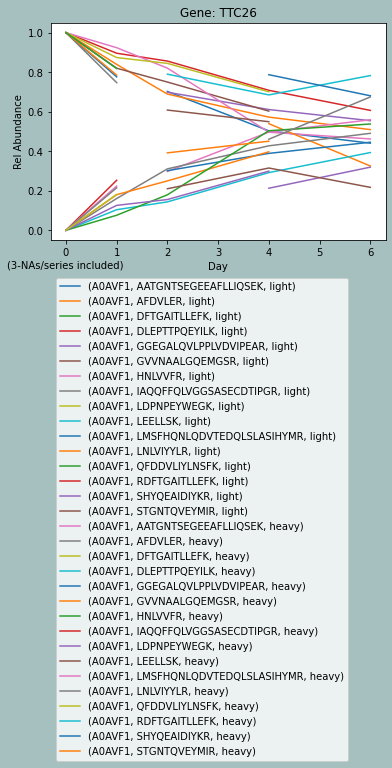 Gene: TTC26
Rel Abundance
1.0
0.8
0.6
0.4
0.2
0.0
0 1 2 3 4 5 6
(3-NAs/series included)
Day
(A0AVF1, AATGNTSEGEEAFLLIQSEK, light)
(A0AVF1, AFDVLER, light)
(A0AVF1, DFTGAITLLEFK, light)
(A0AVF1, DLEPTTPQEYILK, light)
(A0AVF1, GGEGALQVLPPLVDVIPEAR, light)
(A0AVF1, GVVNAALGQEMGSR, light)
(A0AVF1, HNLVVFR, light)
(A0AVF1, IAQQFFQLVGGSASECDTIPGR, light)
(A0AVF1, LDPNPEYWEGK, light)
(A0AVF1, LEELLSK, light)
(A0AVF1, LMSFHQNLQDVTEDQLSLASIHYMR, light)
(A0AVF1, LNLVIYYLR, light)
(A0AVF1, QFDDVLIYLNSFK, light)
(A0AVF1, RDFTGAITLLEFK, light)
(A0AVF1, SHYQEAIDIYKR, light)
(A0AVF1, STGNTQVEYMIR, light)
(A0AVF1, AATGNTSEGEEAFLLIQSEK, heavy)
(A0AVF1, AFDVLER, heavy)
(A0AVF1, DFTGAITLLEFK, heavy)
(A0AVF1, DLEPTTPQEYILK, heavy)
(A0AVF1, GGEGALQVLPPLVDVIPEAR, heavy)
(A0AVF1, GVVNAALGQEMGSR, heavy)
(A0AVF1, HNLVVFR, heavy)
(A0AVF1, IAQQFFQLVGGSASECDTIPGR, heavy)
(A0AVF1, LDPNPEYWEGK, heavy)
(A0AVF1, LEELLSK, heavy)
(A0AVF1, LMSFHQNLQDVTEDQLSLASIHYMR, heavy)
(A0AVF1, LNLVIYYLR, heavy)
(A0AVF1, QFDDVLIYLNSFK, heavy)
(A0AVF1, RDFTGAITLLEFK, heavy)
(A0AVF1, SHYQEAIDIYKR, heavy)
(A0AVF1, STGNTQVEYMIR, heavy)